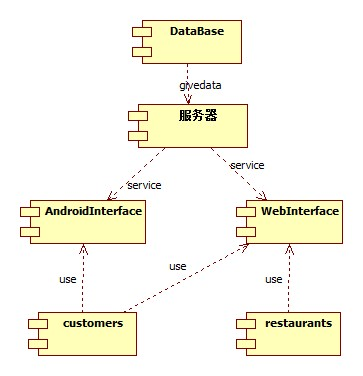 DataBase
givedata
服务器
service
service
AndroidInterface
WebInterface
use
use
use
customers
restaurants